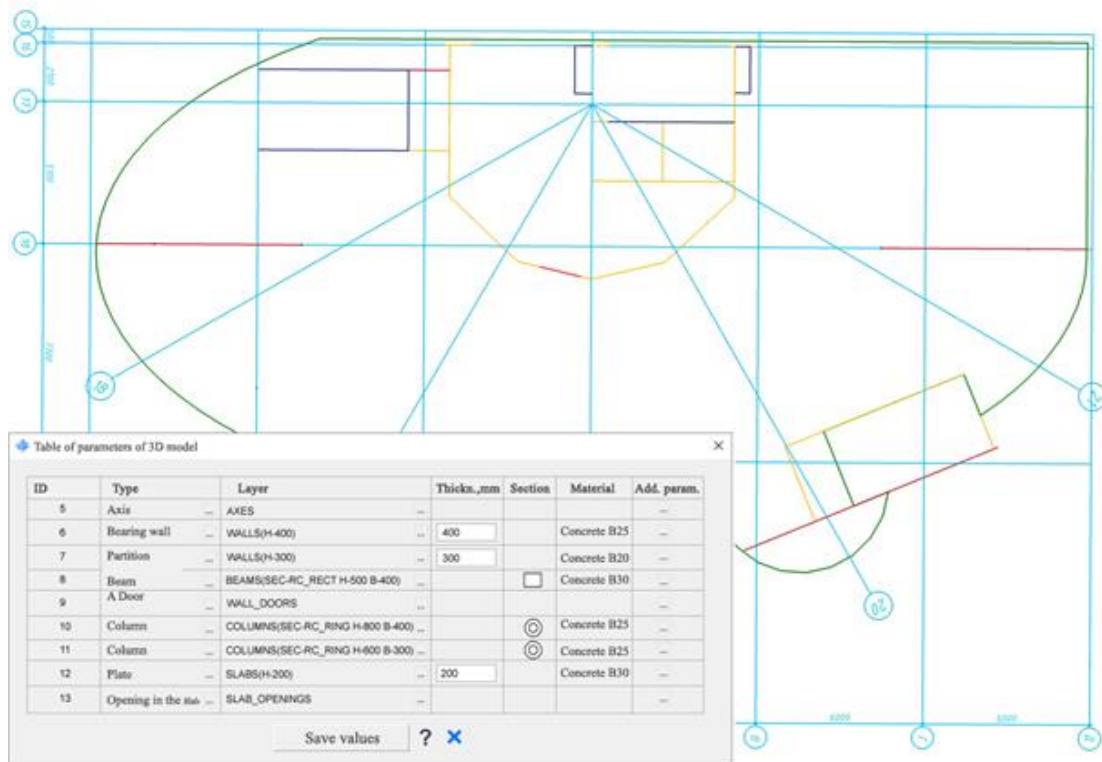 18
20
Table of parameters of 3D model
ID Type Layer Thickn.,mm Section Material Add. param.
5 Axis ... AXES ... ...
6 Bearing wall ... WALLS(H-400) ... 400 Concrete B25
7 Partition ... WALLS(H-300) ... 300 Concrete B20 ...
8 Beam ... BEAMS(SEC-RC_RECT H-500 B-400) ... Concrete B30 ...
9 A Door ... WALL_DOORS ... ...
10 Column ... COLUMNS(SEC-RC_RING H-800 B-400) ... Concrete B25 ...
11 Column ... COLUMNS(SEC-RC_RING H-600 B-300) ... Concrete B25 ...
12 Plate ... SLABS(H-200) ... 200 Concrete B30 ...
13 Opening in the Slab ... SLAB_OPENINGS ... ...
Save values ?